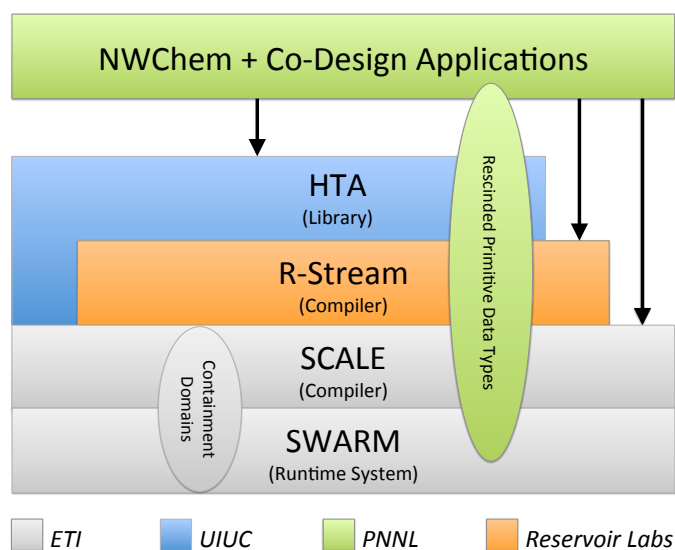 NWChem + Co-Design Applications
HTA
(Library)
R-Stream
(Compiler)
SCALE
(Compiler)
SWARM
(Runtime System)
Rescinded Primitive Data Types
Containment
Domains
ETI
UIUC
PNNL
Reservoir Labs